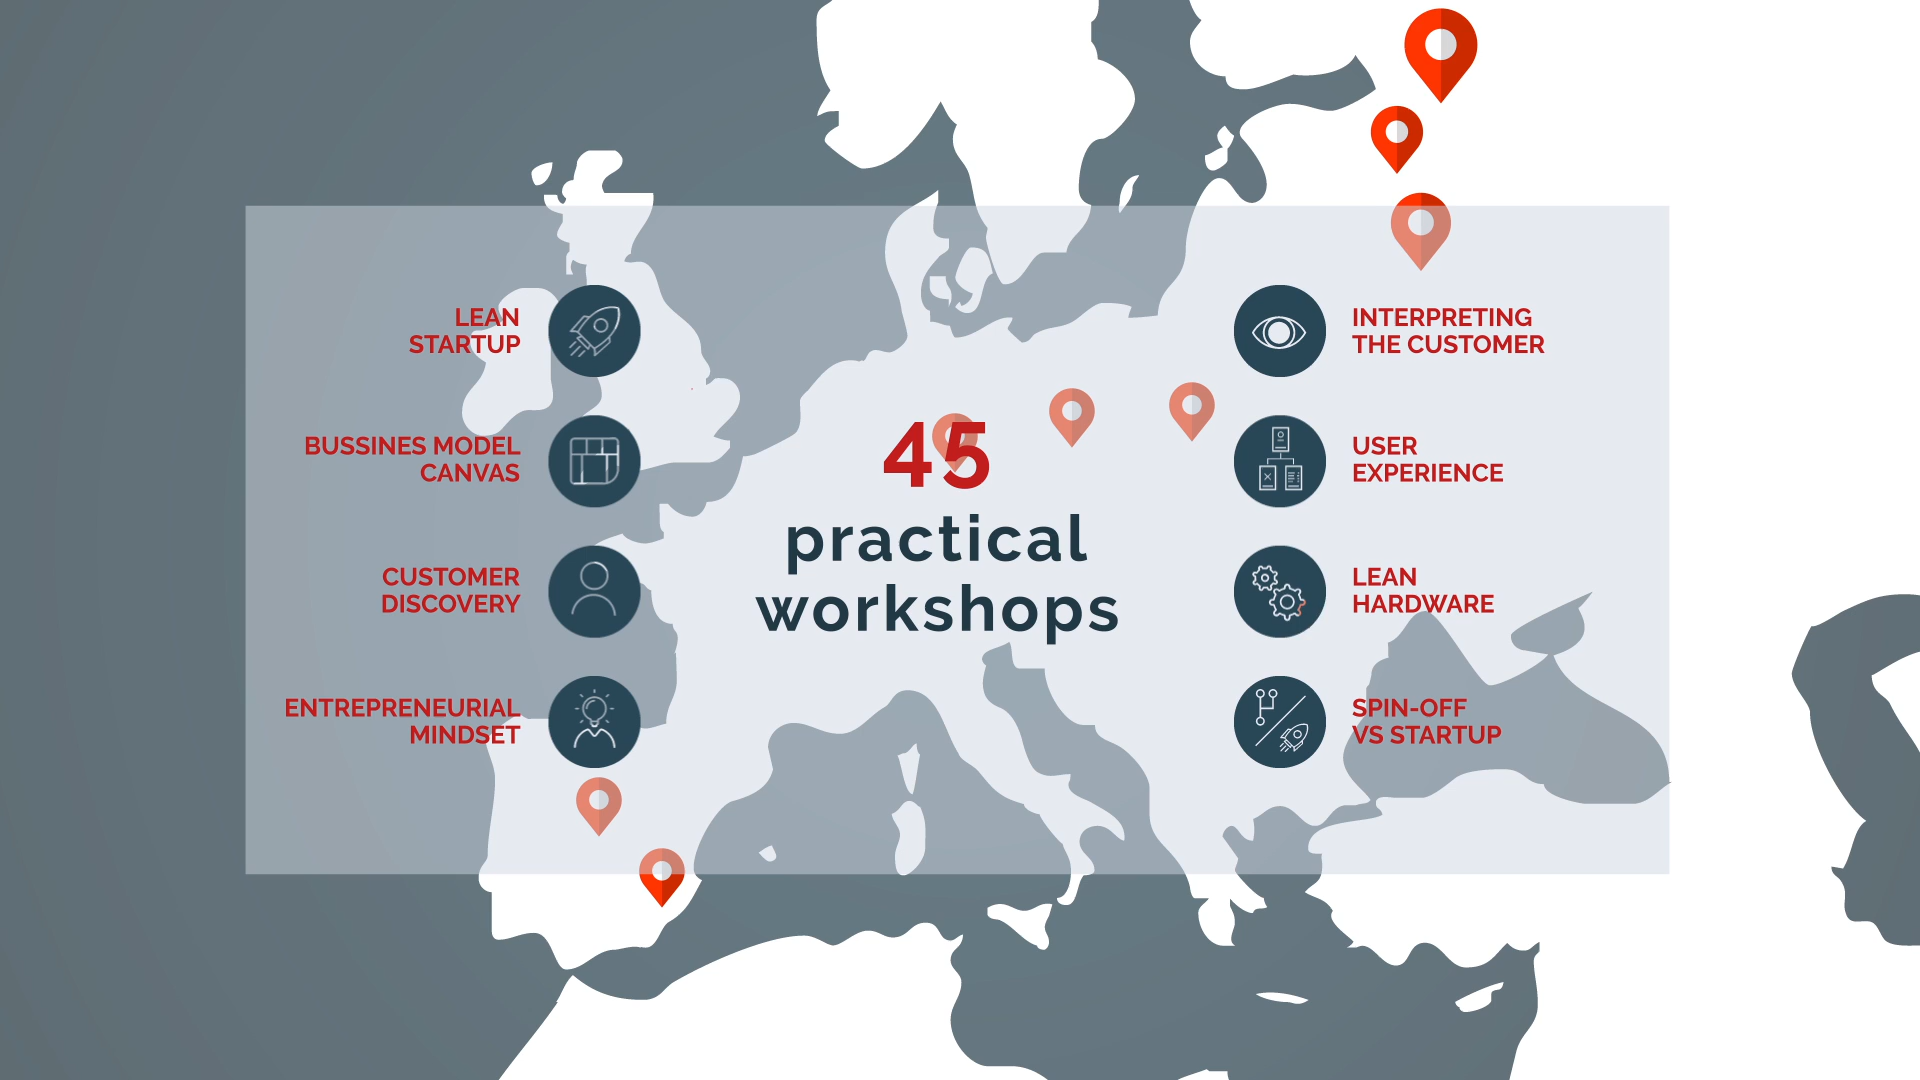 LEAN
STARTUP
BUSSINES MODEL
CANVAS
CUSTOMER
DISCOVERY
ENTREPRENEURIAL
MINDSET
45
practical
workshops
INTERPRETING
THE CUSTOMER
USER
EXPERIENCE
LEAN
HARDWARE
SPIN-OFF
VS STARTUP